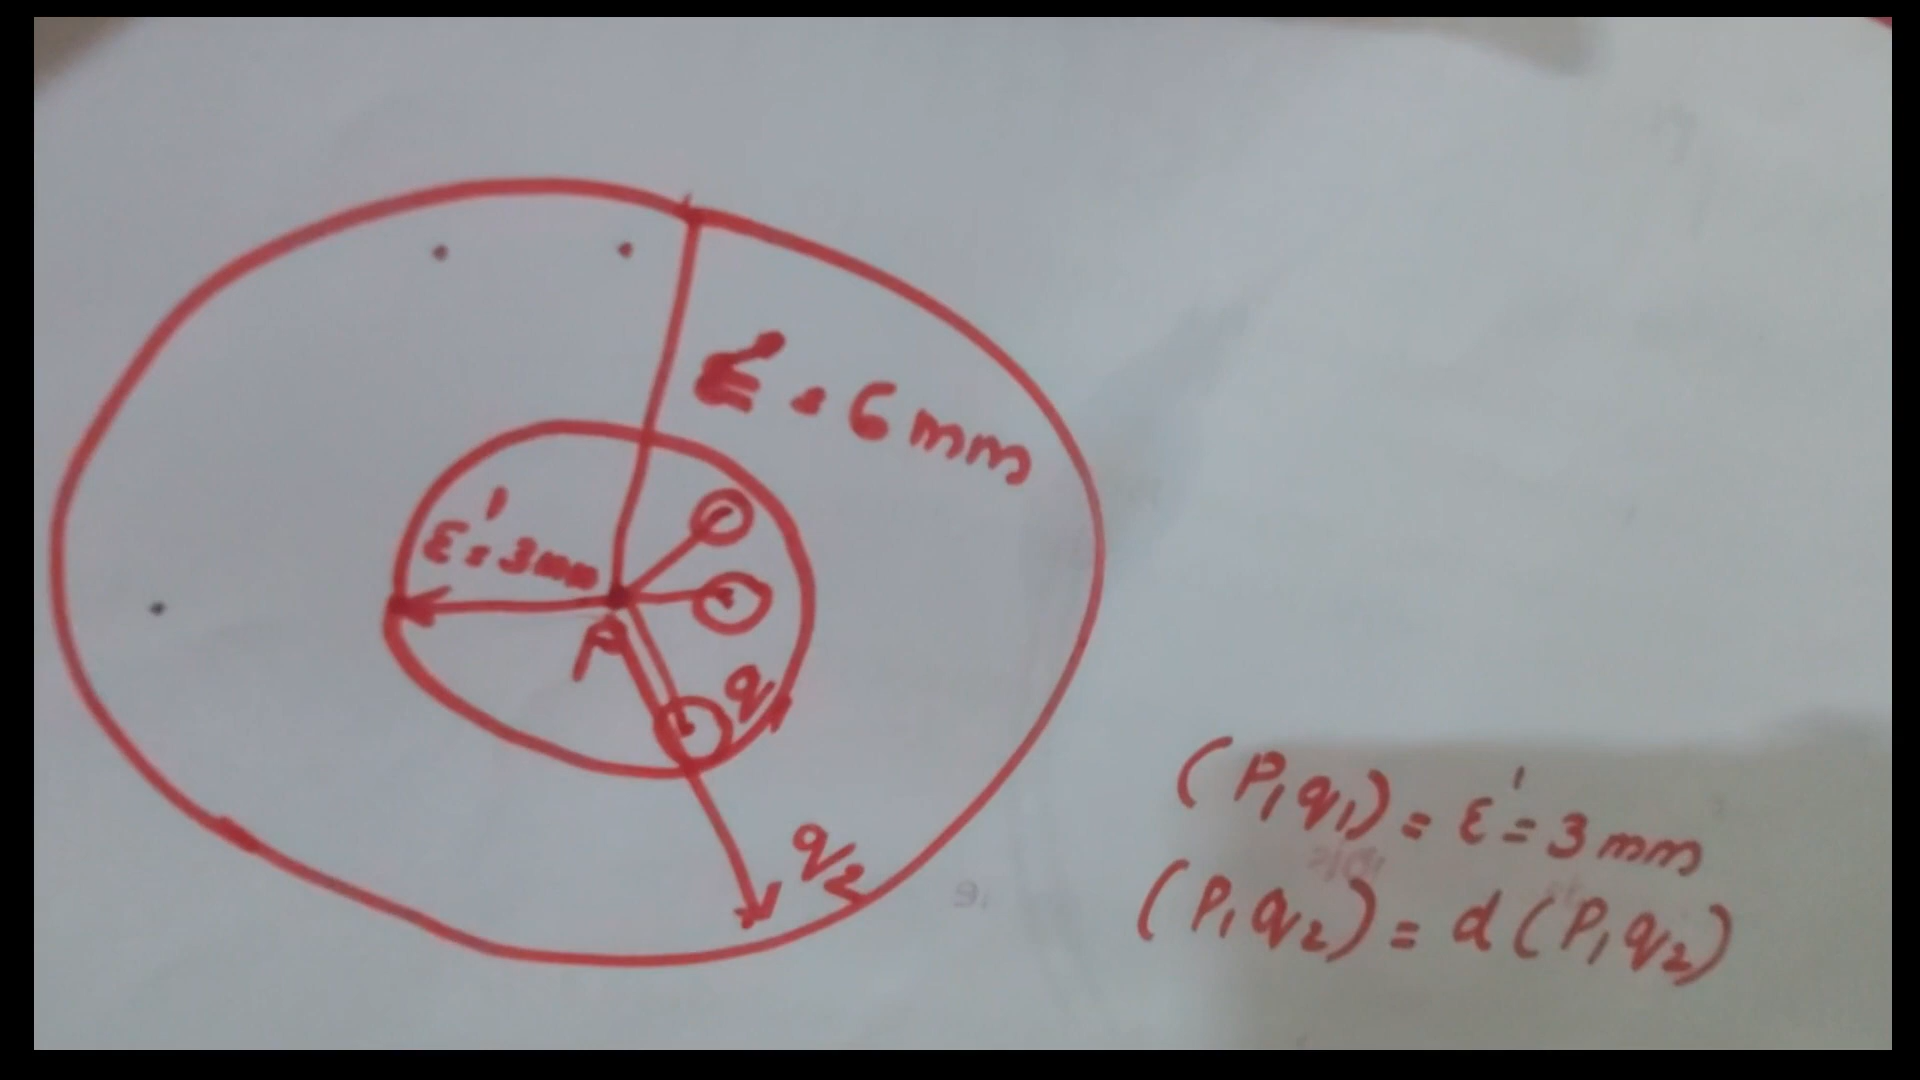 ε = 6 mm
ε' = 3 mm
P
q1
q2
(P, q1) = ε' = 3 mm
(P, q2) = d (P, q2)